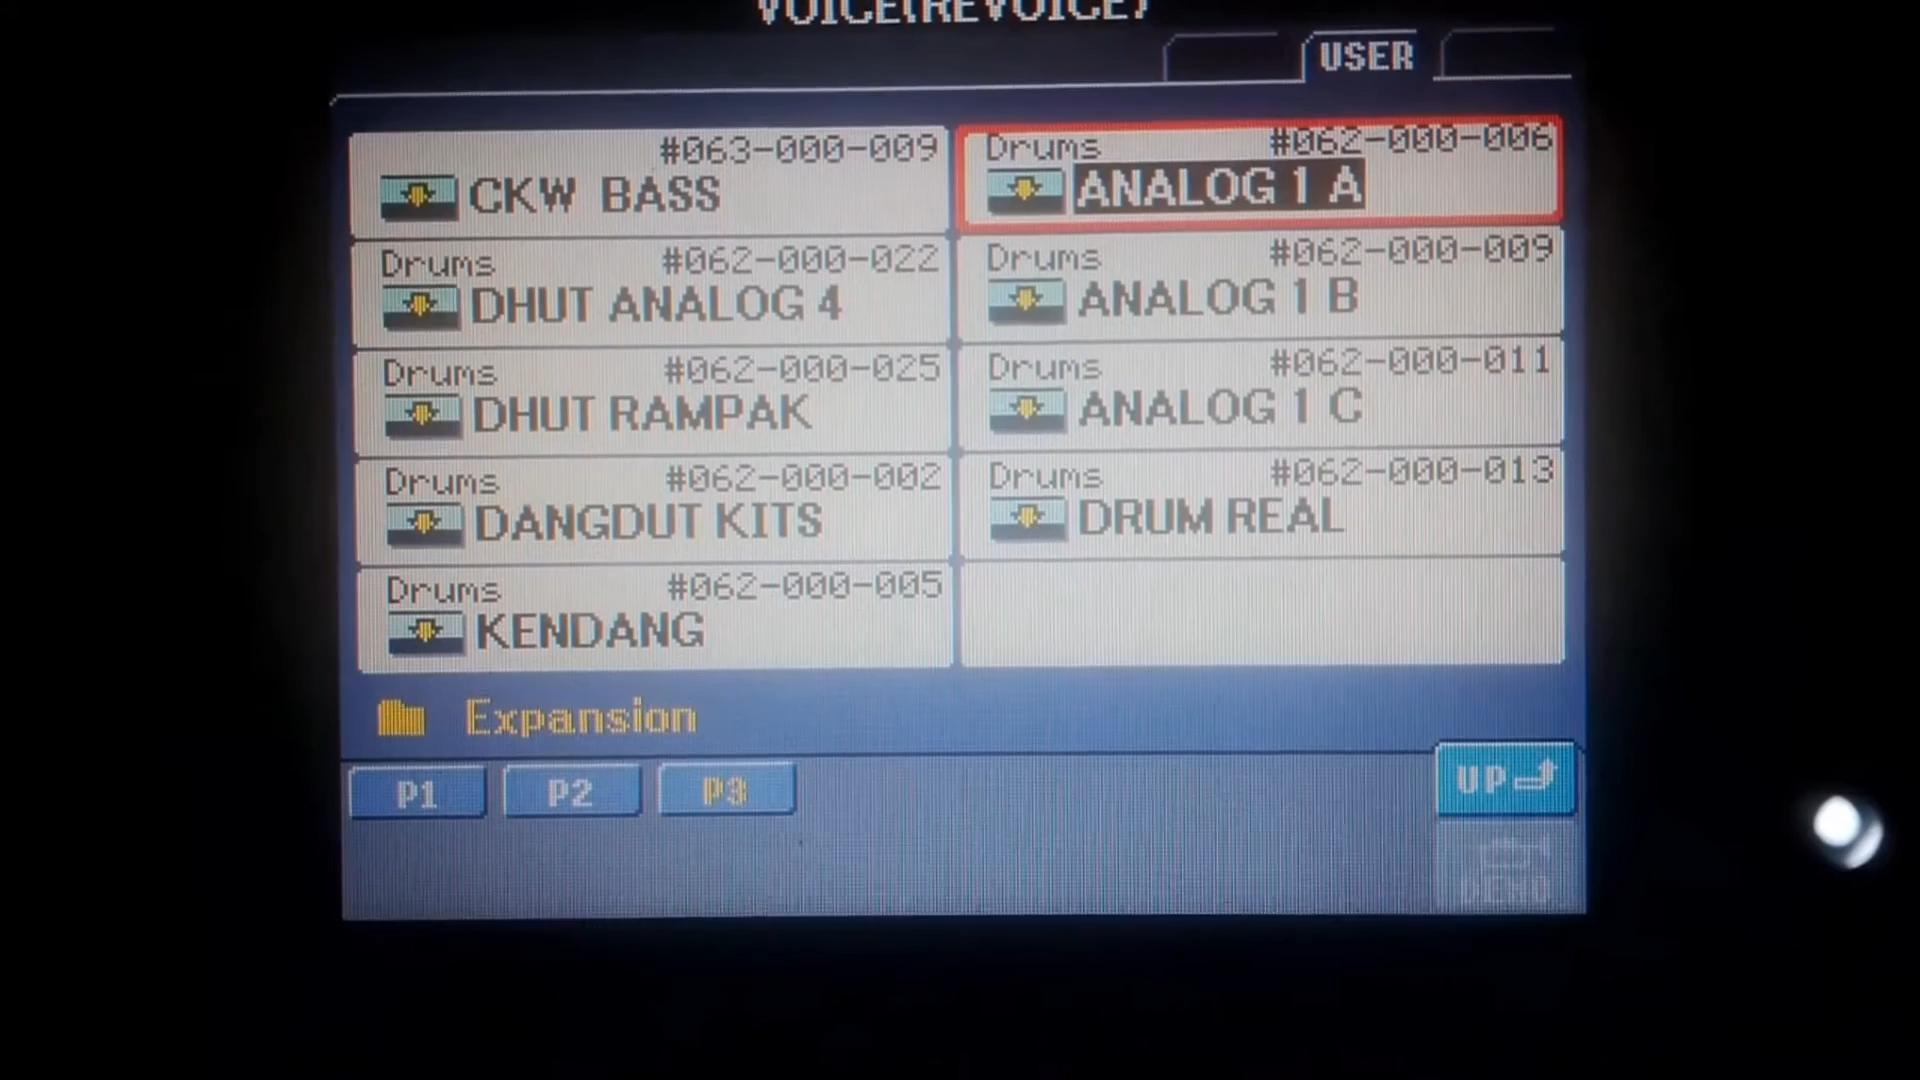 VOICE(REVOICE)
USER
#063-000-009
CKW BASS
Drums #062-000-022
DHUT ANALOG 4
Drums #062-000-025
DHUT RAMPAK
Drums #062-000-002
DANGDUT KITS
Drums #062-000-005
KENDANG
Drums #062-000-006
ANALOG 1 A
Drums #062-000-009
ANALOG 1 B
Drums #062-000-011
ANALOG 1 C
Drums #062-000-013
DRUM REAL
Expansion
P1 P2 P3
UP
DEMO